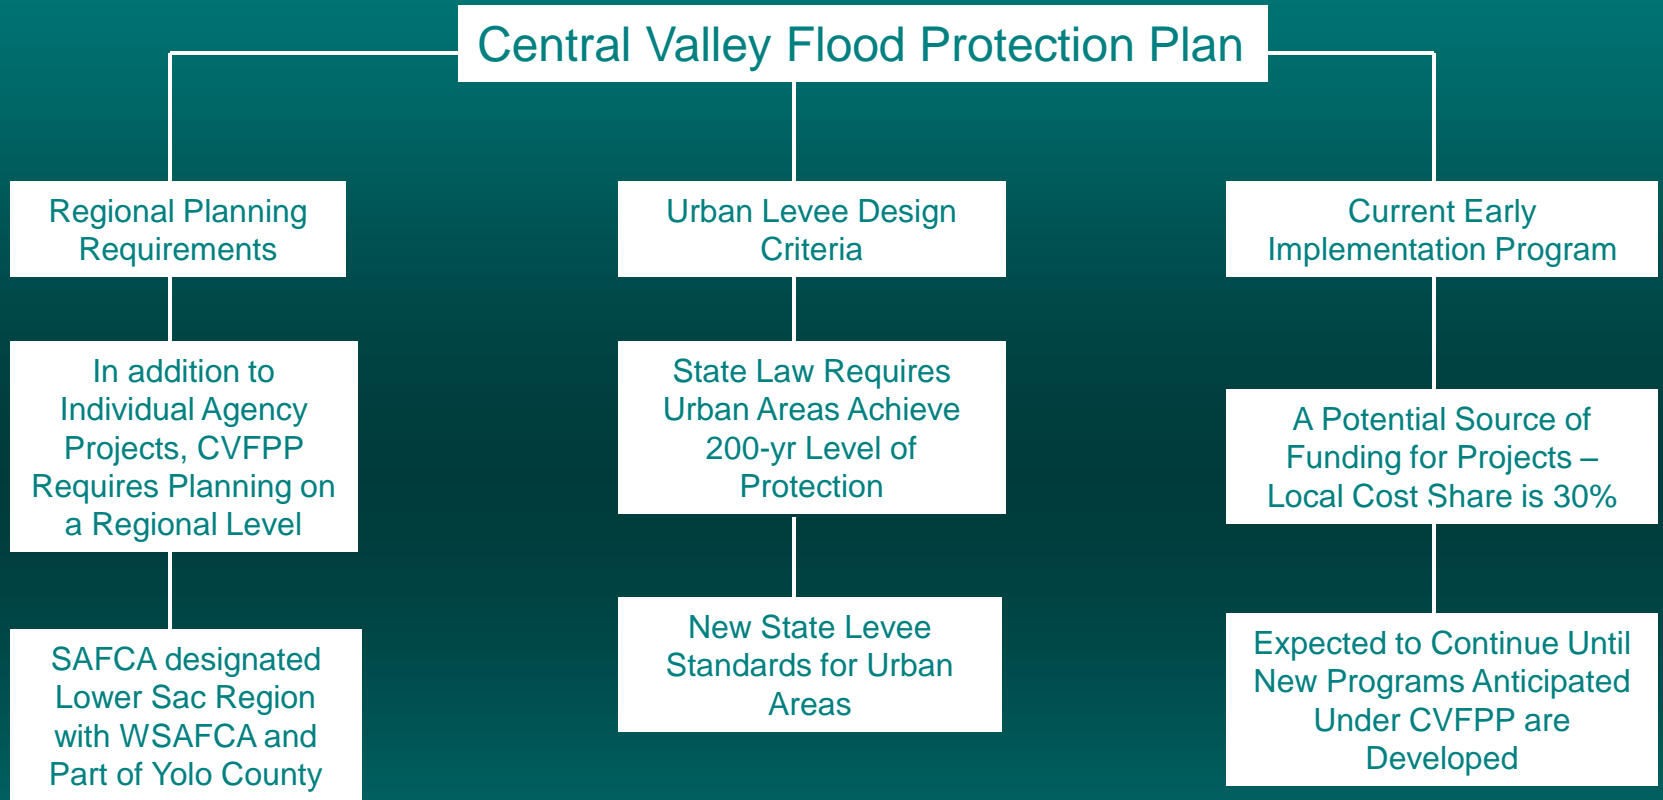 Central Valley Flood Protection Plan
Regional Planning
Requirements
In addition to
Individual Agency
Projects, CVFPP
Requires Planning on
a Regional Level
SAFCA designated
Lower Sac Region
with WSAFCA and
Part of Yolo County
Urban Levee Design
Criteria
State Law Requires
Urban Areas Achieve
200-yr Level of
Protection
New State Levee
Standards for Urban
Areas
Current Early
Implementation Program
A Potential Source of
Funding for Projects –
Local Cost Share is 30%
Expected to Continue Until
New Programs Anticipated
Under CVFPP are
Developed